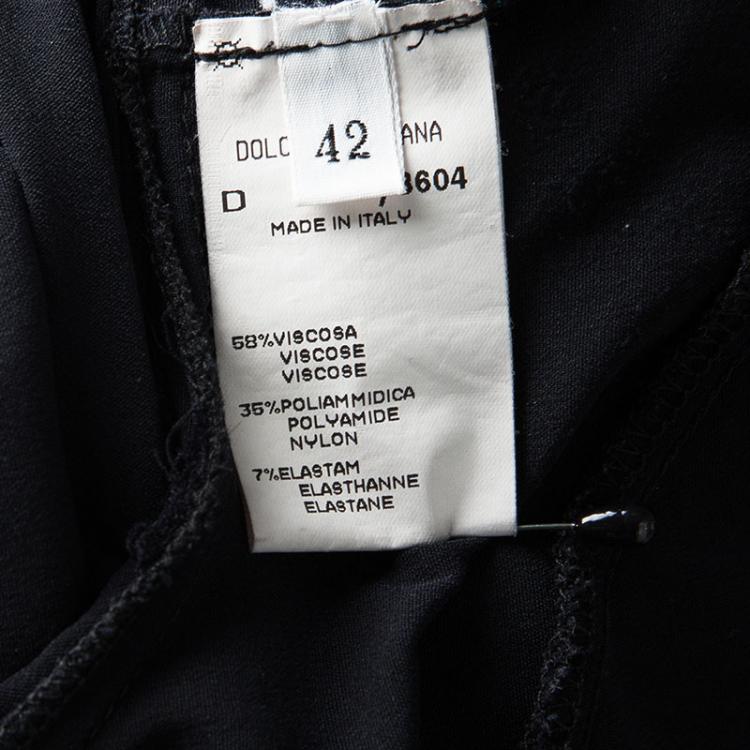 42
DOLC ANA
D 3604
MADE IN ITALY
58%VISCOSA
VISCOSE
VISCOSE
35%POLIAMMIDICA
POLYAMIDE
NYLON
7%ELASTAM
ELASTHANNE
ELASTANE